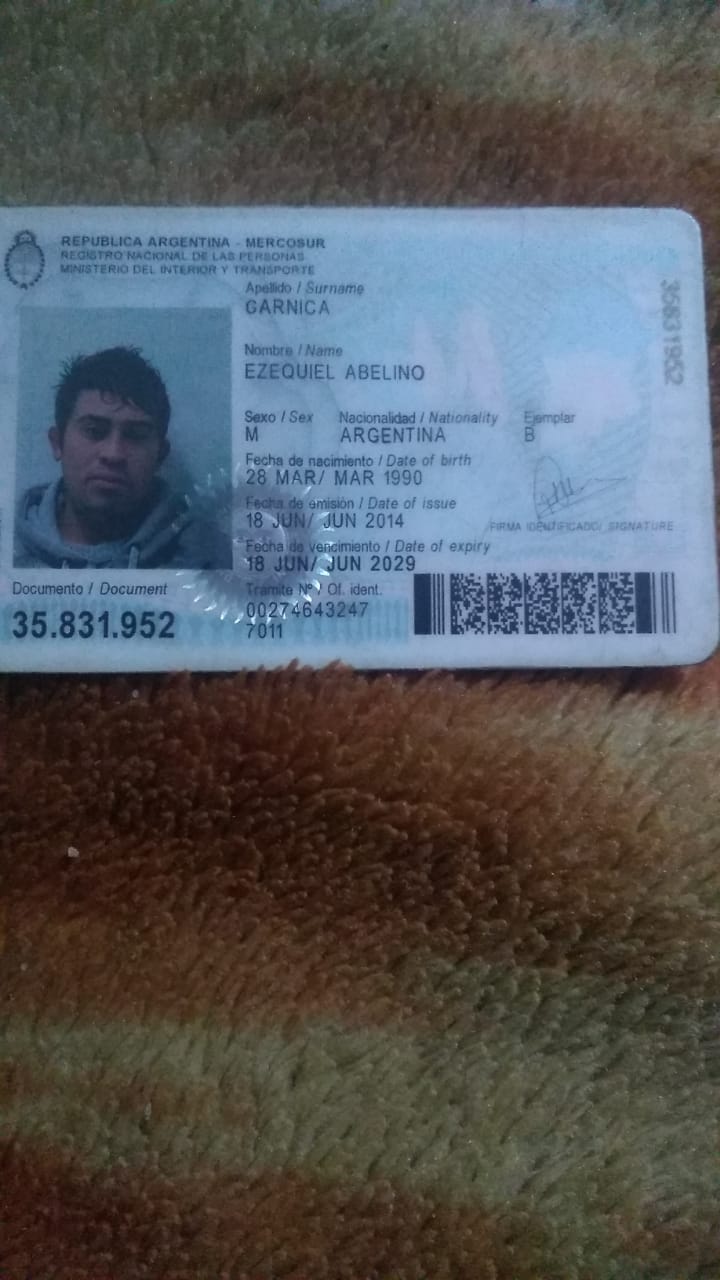 REPUBLICA ARGENTINA - MERCOSUR
REGISTRO NACIONAL DE LAS PERSONAS
MINISTERIO DEL INTERIOR Y TRANSPORTE
Apellido / Surname
GARNICA
Nombre / Name
EZEQUIEL ABELINO
Sexo / Sex Nacionalidad / Nationality Ejemplar
M ARGENTINA B
Fecha de nacimiento / Date of birth
28 MAR/ MAR 1990
Fecha de emisión / Date of issue
18 JUN/ JUN 2014
FIRMA IDENTIFICADO/ SIGNATURE
Fecha de vencimiento / Date of expiry
18 JUN/ JUN 2029
Documento / Document
35.831.952
Tramite Nº / Of. ident.
00274643247
7011
35831952